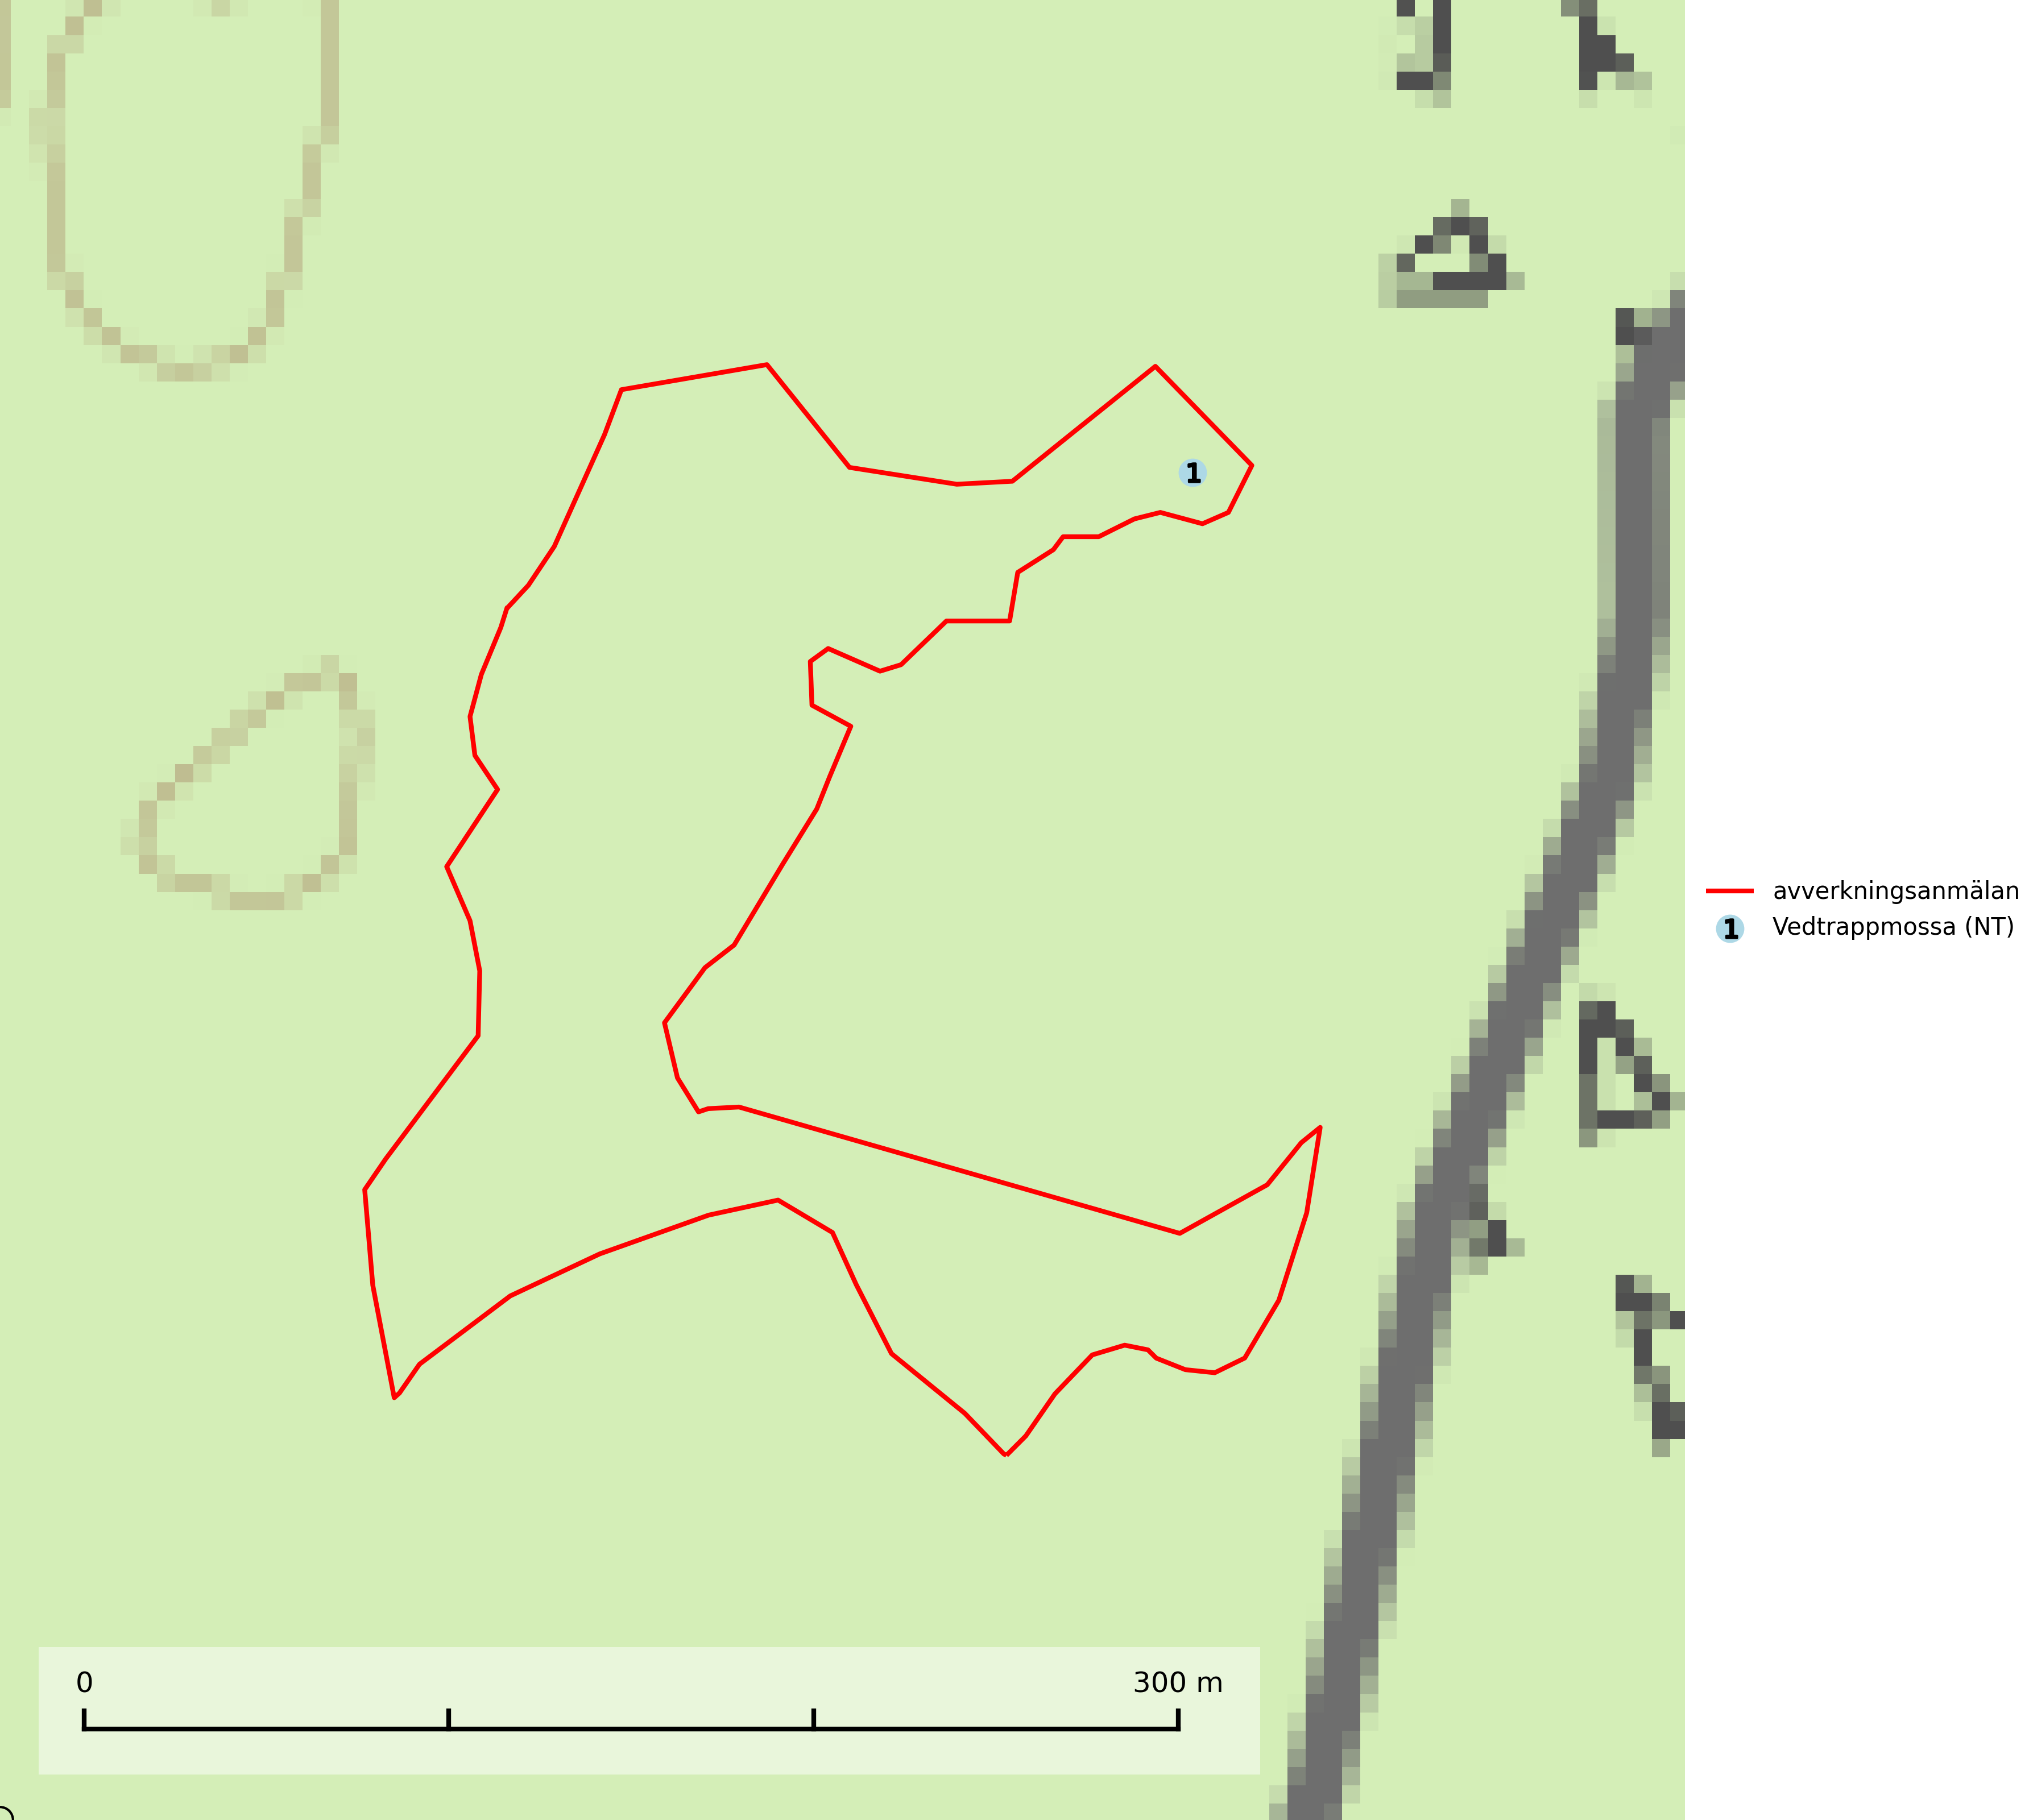 1
avverkningsanmälan
1 Vedtrappmossa (NT)
0 300 m